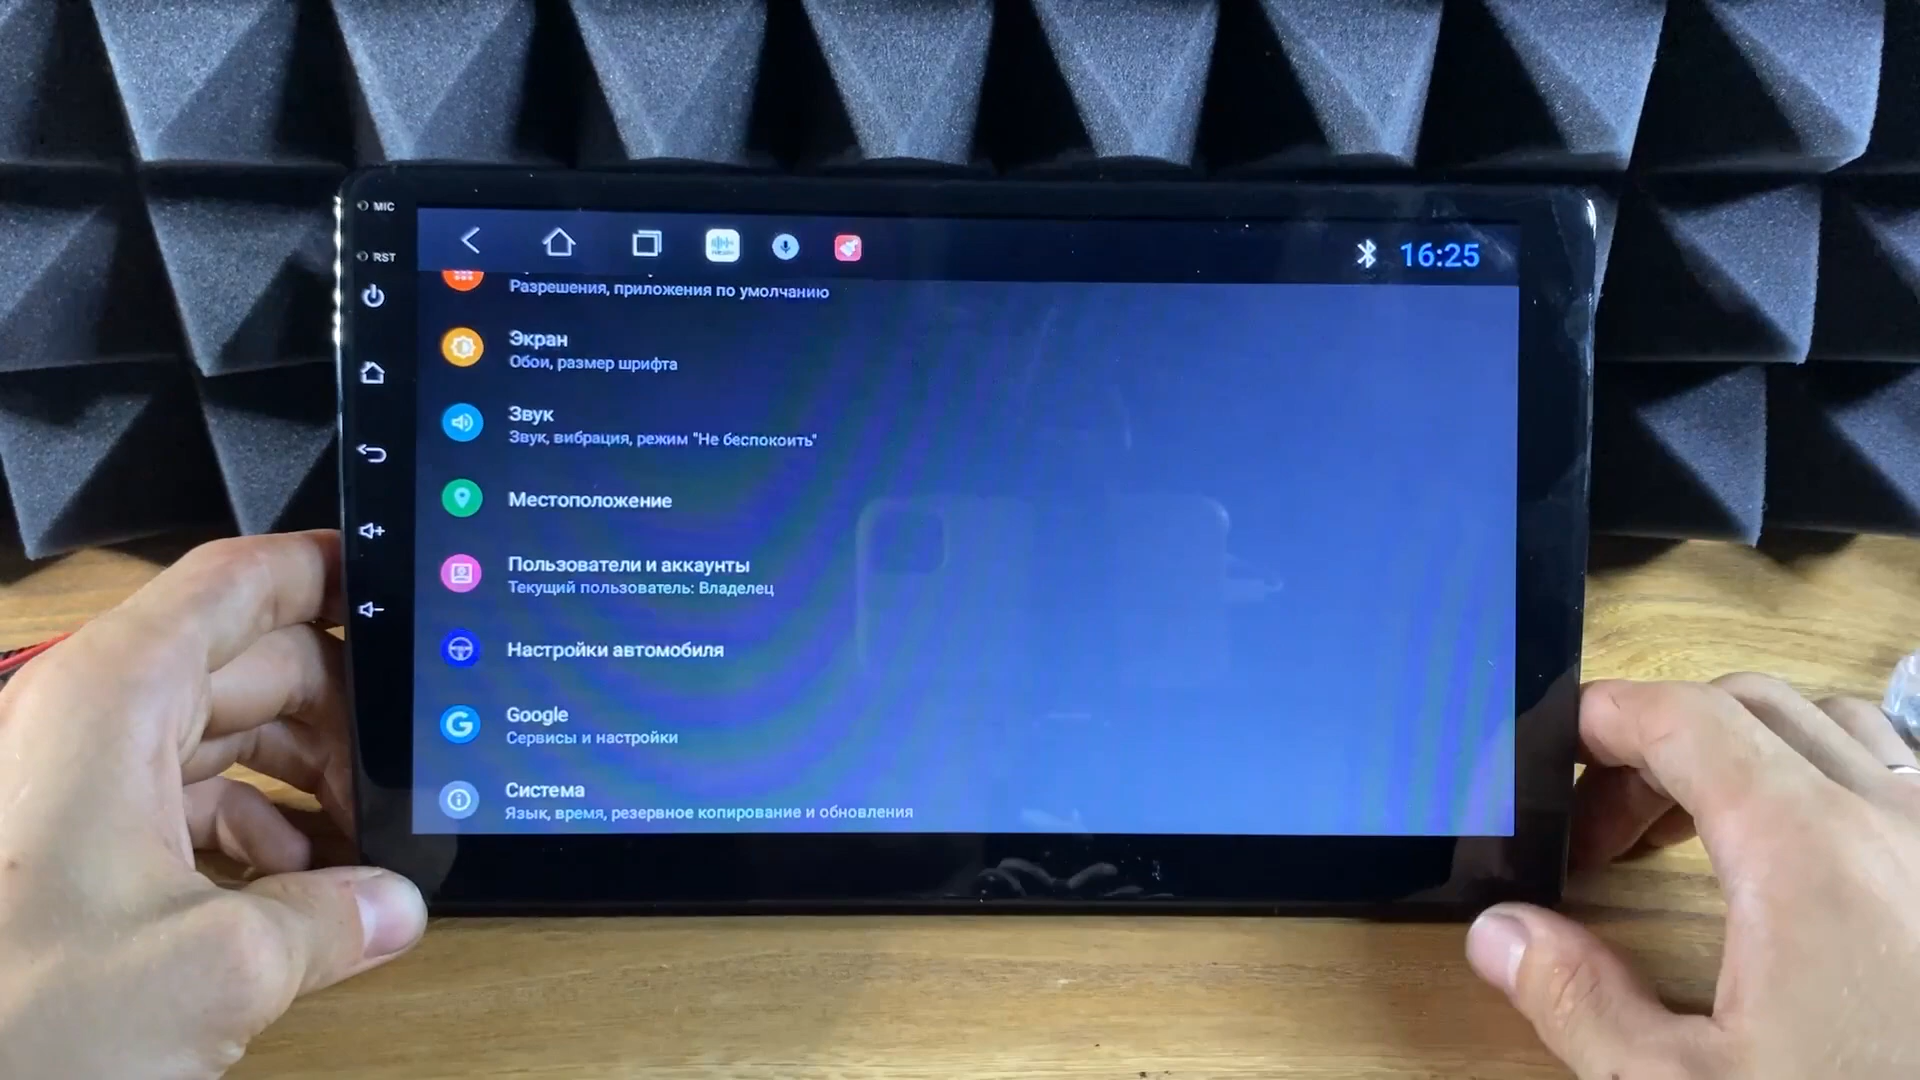 MIC
RST
16:25
Разрешения, приложения по умолчанию
Экран
Обои, размер шрифта
Звук
Звук, вибрация, режим "Не беспокоить"
Местоположение
Пользователи и аккаунты
Текущий пользователь: Владелец
Настройки автомобиля
Google
Сервисы и настройки
Система
Язык, время, резервное копирование и обновления